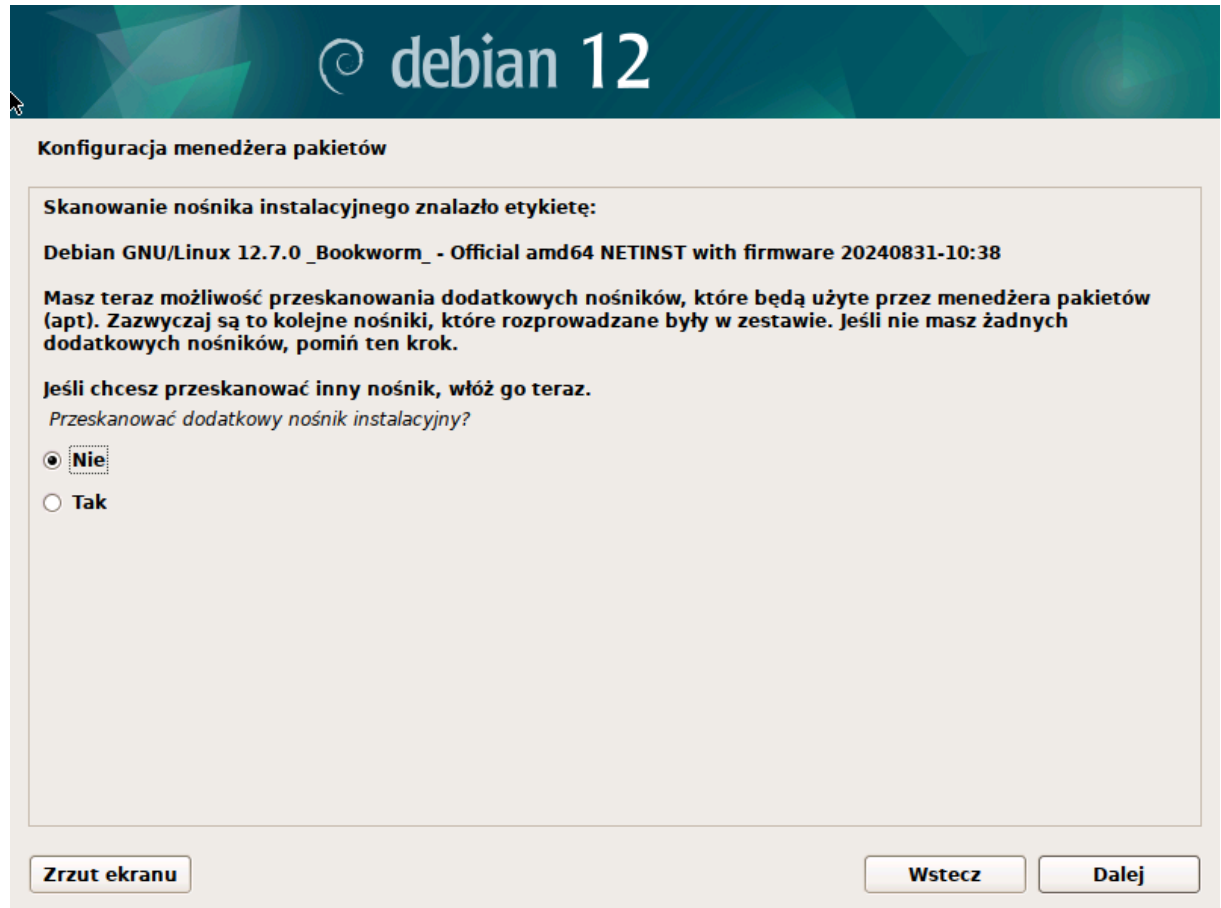 debian 12
Konfiguracja menedżera pakietów
Skanowanie nośnika instalacyjnego znalazło etykietę:
Debian GNU/Linux 12.7.0 _Bookworm_ - Official amd64 NETINST with firmware 20240831-10:38
Masz teraz możliwość przeskanowania dodatkowych nośników, które będą użyte przez menedżera pakietów
(apt). Zazwyczaj są to kolejne nośniki, które rozprowadzane były w zestawie. Jeśli nie masz żadnych
dodatkowych nośników, pomiń ten krok.
Jeśli chcesz przeskanować inny nośnik, włóż go teraz.
Przeskanować dodatkowy nośnik instalacyjny?
Nie
Tak
Zrzut ekranu
Wstecz
Dalej